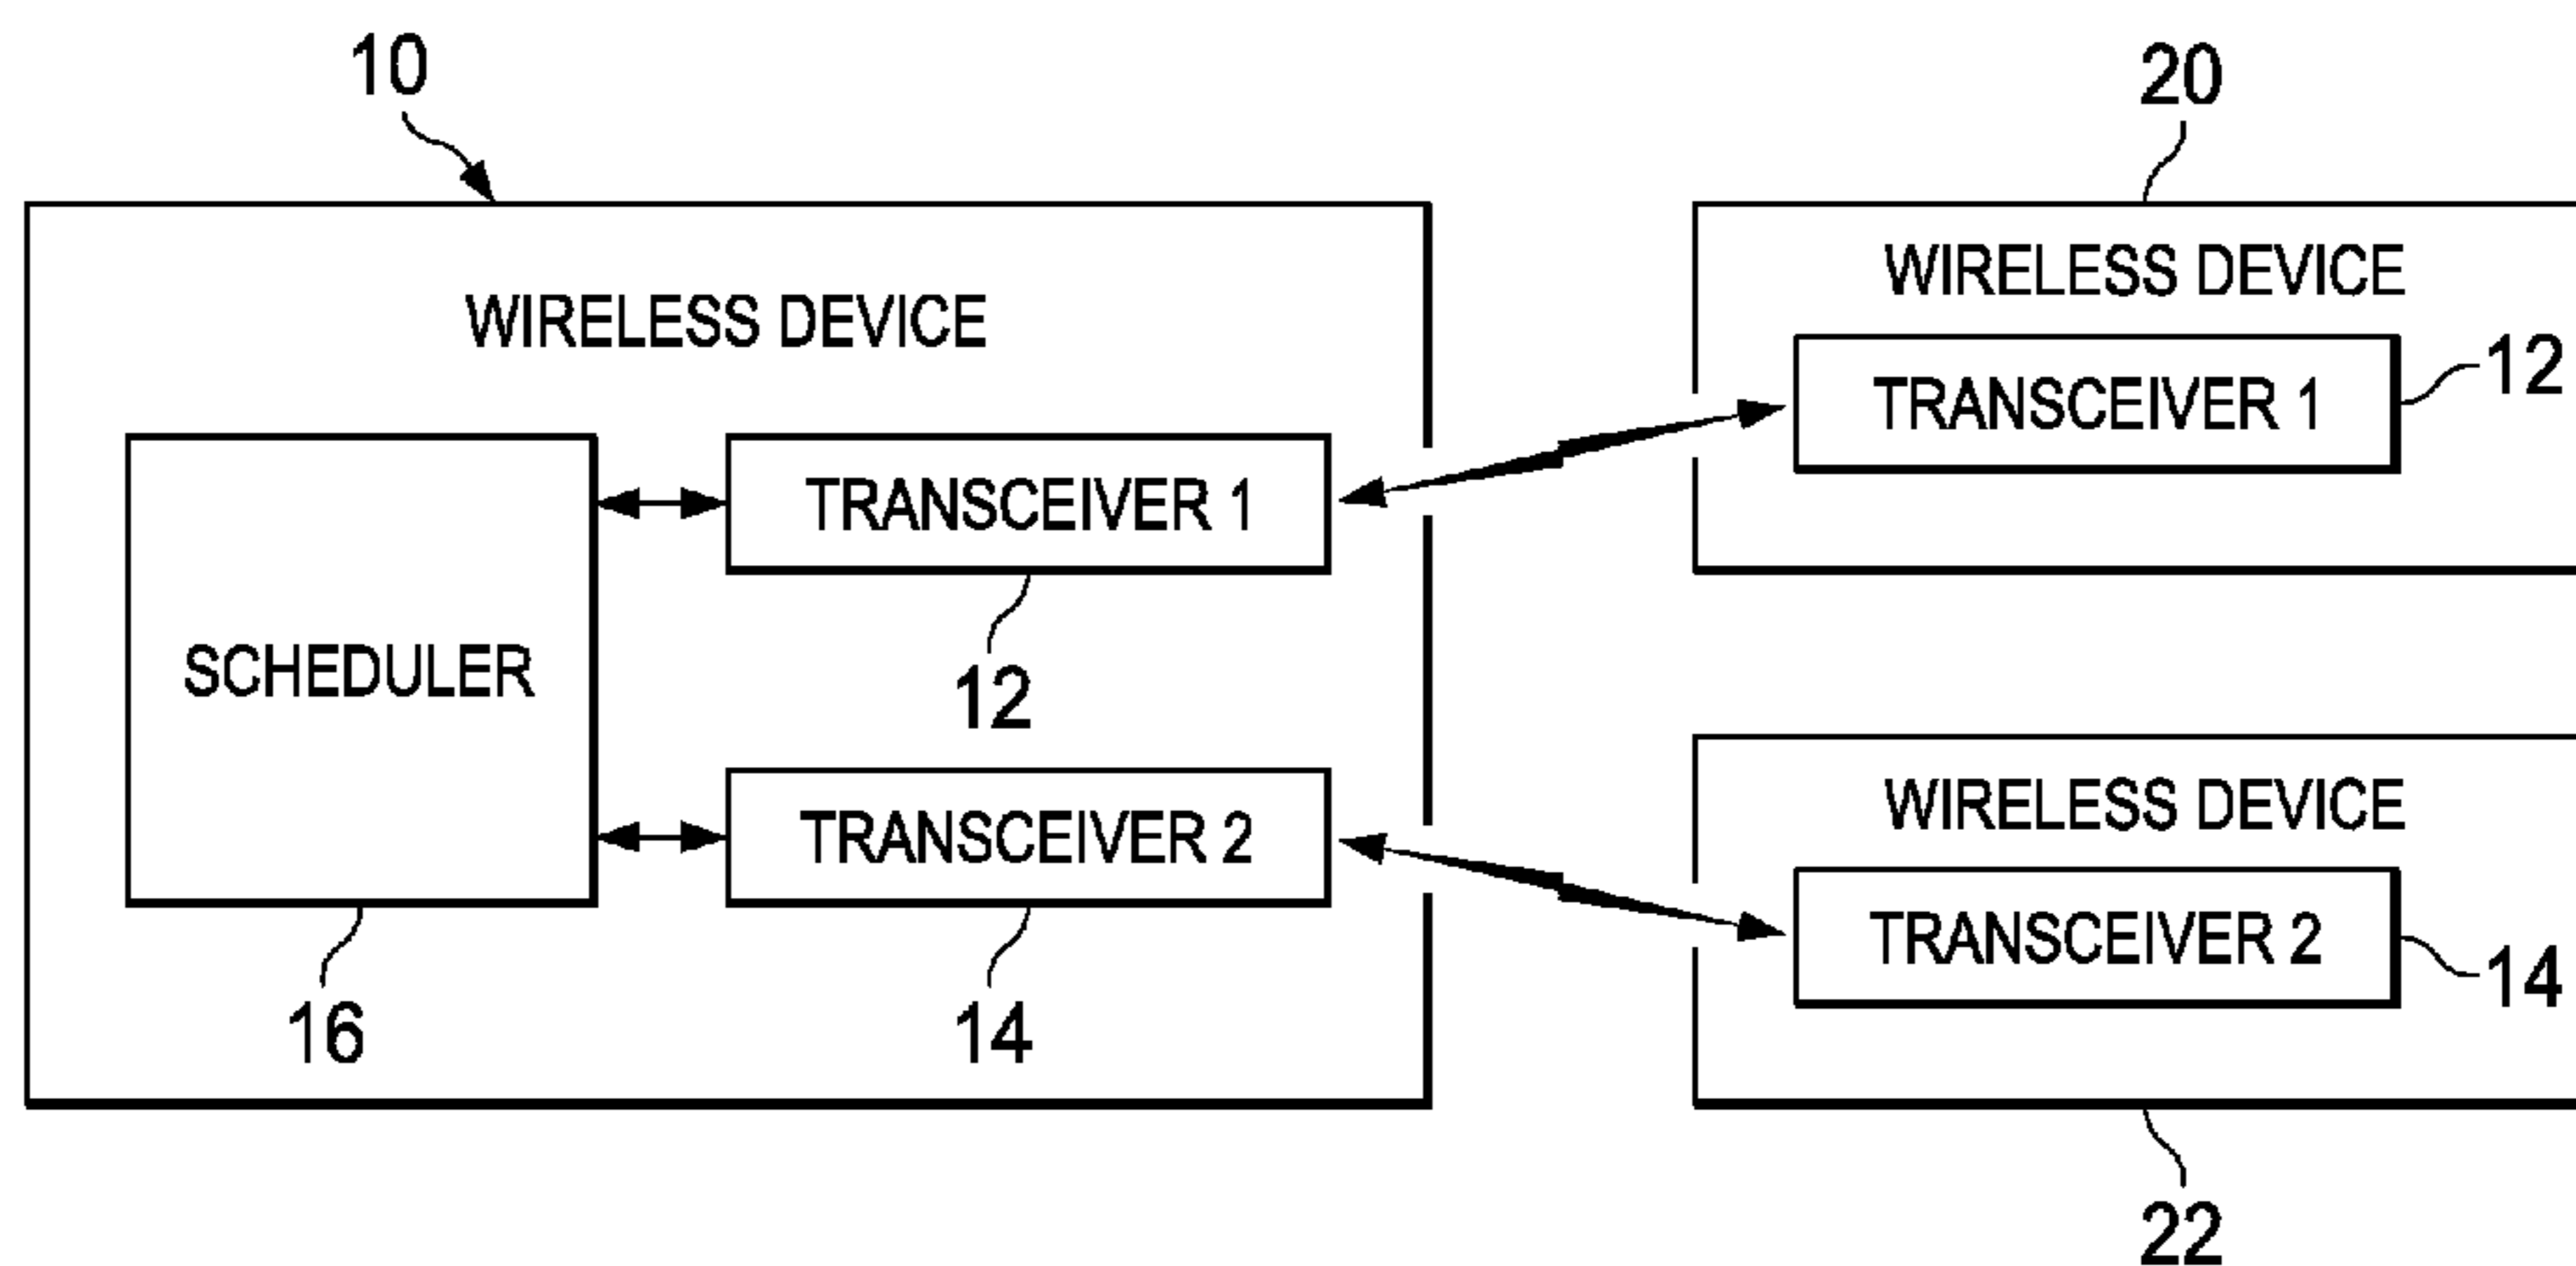 10
WIRELESS DEVICE
SCHEDULER
TRANSCEIVER 1
12
TRANSCEIVER 2
16
14
20
WIRELESS DEVICE
TRANSCEIVER 1
12
WIRELESS DEVICE
TRANSCEIVER 2
14
22